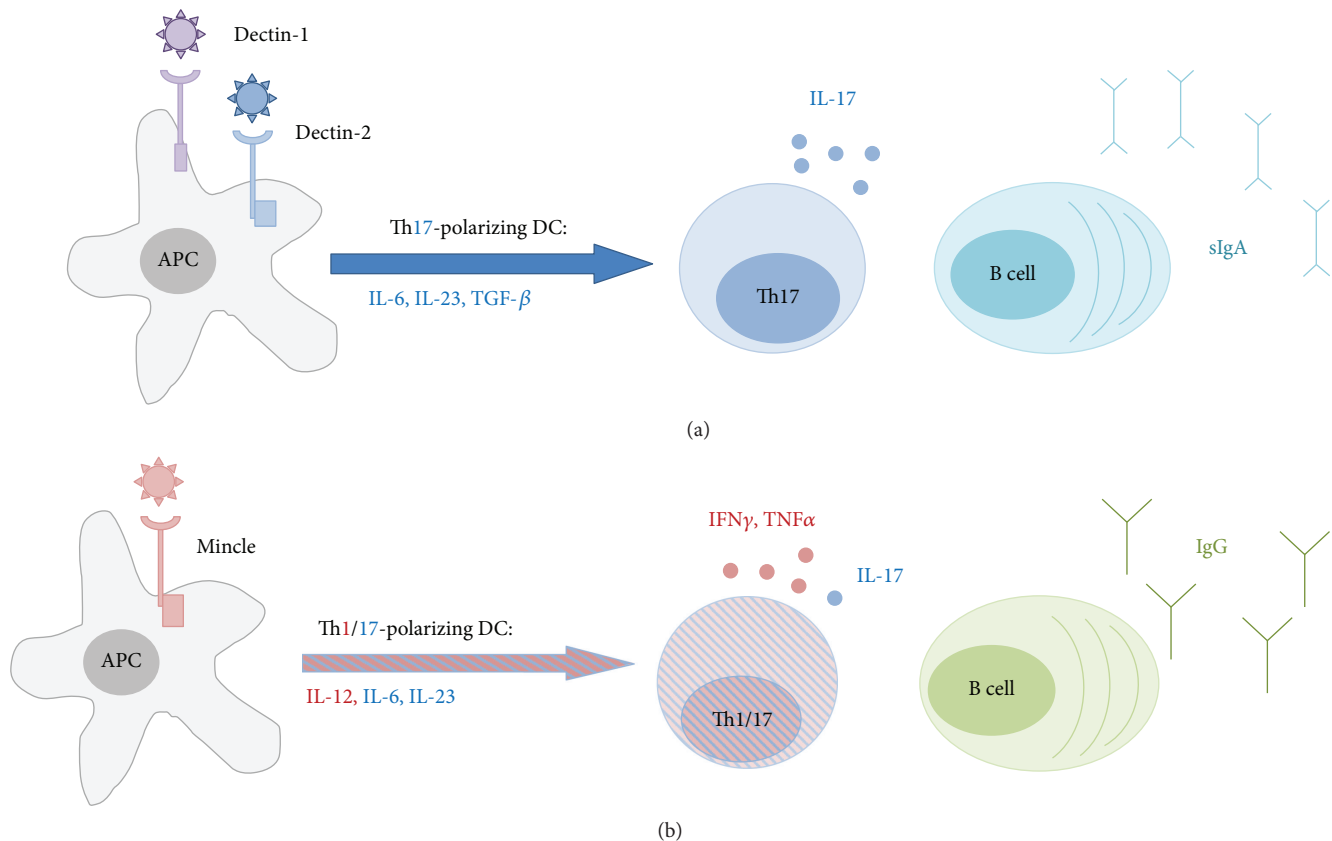 Dectin-1
Dectin-2
APC
Th17-polarizing DC:
IL-6, IL-23, TGF-β
IL-17
Th17
B cell
sIgA
(a)
Mincle
APC
Th1/17-polarizing DC:
IL-12, IL-6, IL-23
IFNγ, TNFα
IL-17
Th1/17
B cell
IgG
(b)